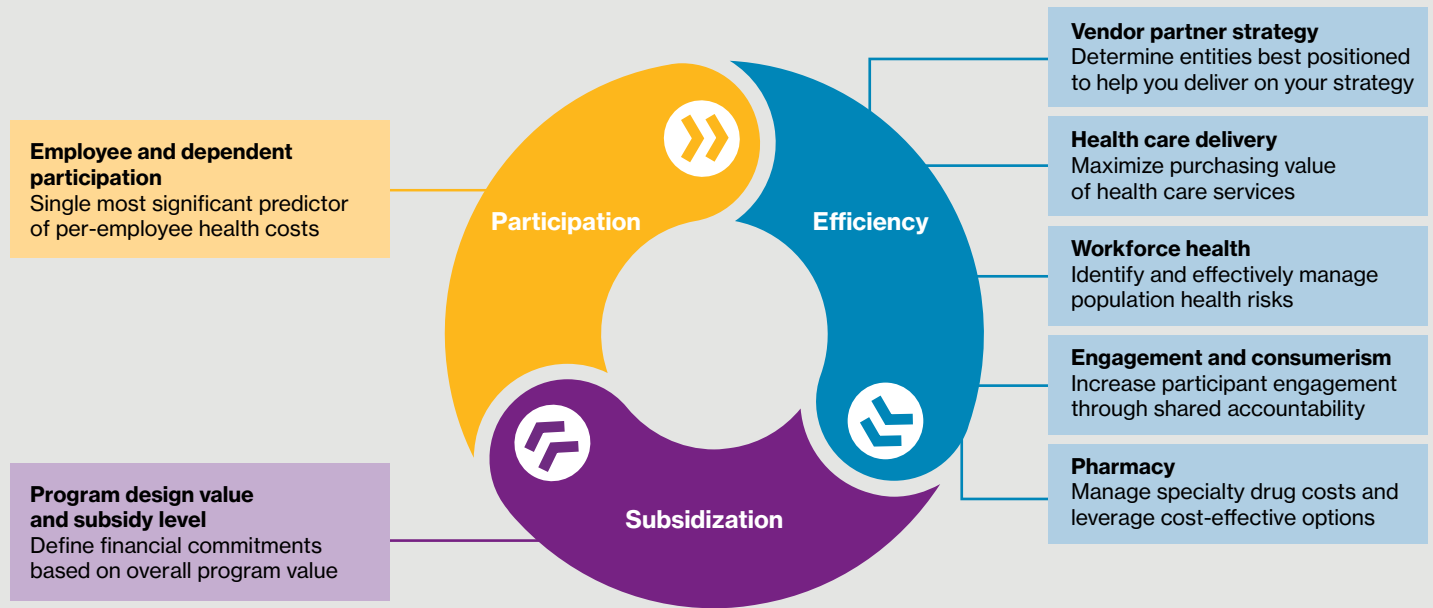 Employee and dependent
participation
Single most significant predictor
of per-employee health costs
Program design value
and subsidy level
Define financial commitments
based on overall program value
Participation
Efficiency
Subsidization
Vendor partner strategy
Determine entities best positioned
to help you deliver on your strategy
Health care delivery
Maximize purchasing value
of health care services
Workforce health
Identify and effectively manage
population health risks
Engagement and consumerism
Increase participant engagement
through shared accountability
Pharmacy
Manage specialty drug costs and
leverage cost-effective options